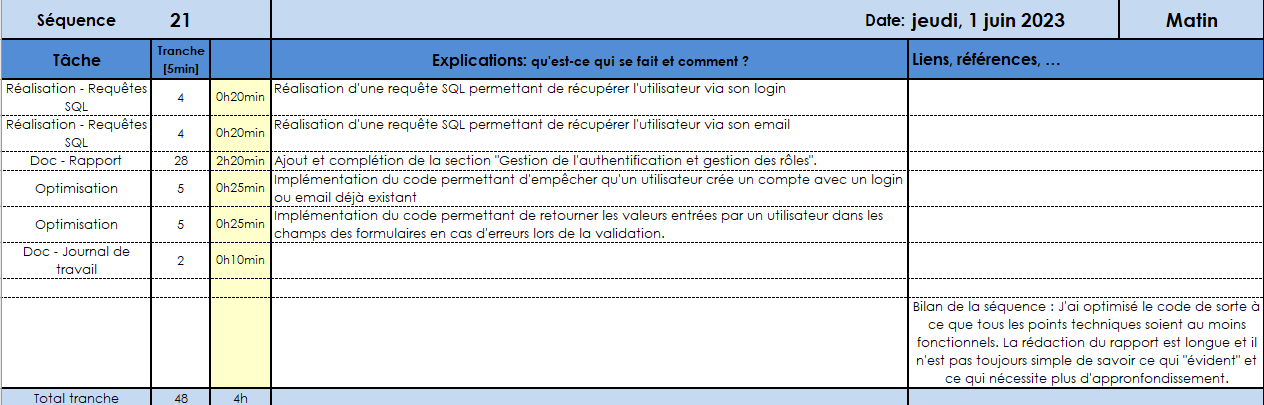 Séquence 21 Date: jeudi, 1 juin 2023 Matin
Tâche Tranche [5min] Explications: qu'est-ce qui se fait et comment ? Liens, références, …
Réalisation - Requêtes SQL 4 0h20min Réalisation d'une requête SQL permettant de récupérer l'utilisateur via son login
Réalisation - Requêtes SQL 4 0h20min Réalisation d'une requête SQL permettant de récupérer l'utilisateur via son email
Doc - Rapport 28 2h20min Ajout et complétion de la section "Gestion de l'authentification et gestion des rôles".
Optimisation 5 0h25min Implémentation du code permettant d'empêcher qu'un utilisateur crée un compte avec un login
ou email déjà existant
Optimisation 5 0h25min Implémentation du code permettant de retourner les valeurs entrées par un utilisateur dans les
champs des formulaires en cas d'erreurs lors de la validation.
Doc - Journal de travail 2 0h10min
Bilan de la séquence : J'ai optimisé le code de sorte à
ce que tous les points techniques soient au moins
fonctionnels. La rédaction du rapport est longue et il
n'est pas toujours simple de savoir ce qui "évident" et
ce qui nécessite plus d'appronfondissement.
Total tranche 48 4h